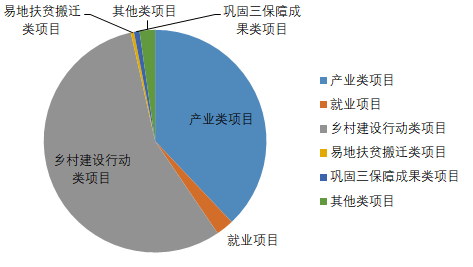 易地扶贫搬迁
类项目
其他类项目
巩固三保障成
果类项目
产业类项目
乡村建设行动
类项目
就业项目
产业类项目
就业项目
乡村建设行动类项目
易地扶贫搬迁类项目
巩固三保障成果类项目
其他类项目